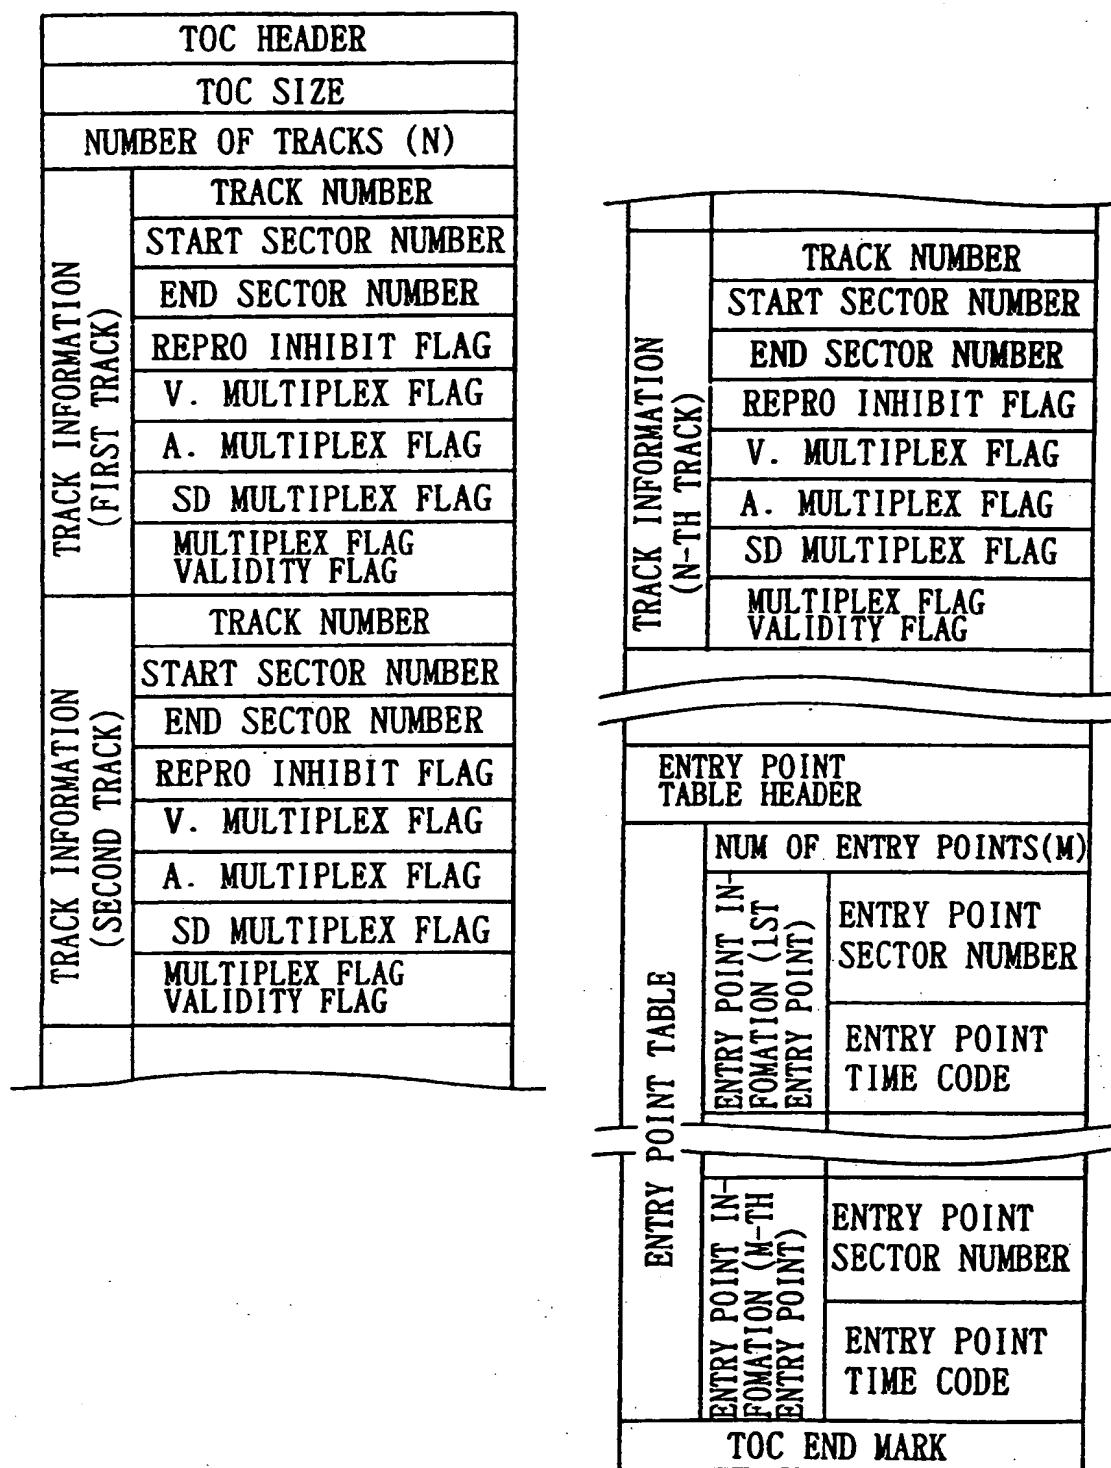 TOC HEADER
TOC SIZE
NUMBER OF TRACKS (N)
TRACK INFORMATION
(FIRST TRACK)
TRACK NUMBER
START SECTOR NUMBER
END SECTOR NUMBER
REPRO INHIBIT FLAG
V. MULTIPLEX FLAG
A. MULTIPLEX FLAG
SD MULTIPLEX FLAG
MULTIPLEX FLAG
VALIDITY FLAG
TRACK INFORMATION
(SECOND TRACK)
TRACK NUMBER
START SECTOR NUMBER
END SECTOR NUMBER
REPRO INHIBIT FLAG
V. MULTIPLEX FLAG
A. MULTIPLEX FLAG
SD MULTIPLEX FLAG
MULTIPLEX FLAG
VALIDITY FLAG
TRACK INFORMATION
(N-TH TRACK)
TRACK NUMBER
START SECTOR NUMBER
END SECTOR NUMBER
REPRO INHIBIT FLAG
V. MULTIPLEX FLAG
A. MULTIPLEX FLAG
SD MULTIPLEX FLAG
MULTIPLEX FLAG
VALIDITY FLAG
ENTRY POINT
TABLE HEADER
ENTRY POINT TABLE
NUM OF ENTRY POINTS(M)
ENTRY POINT IN-
FOMATION (1ST
ENTRY POINT)
ENTRY POINT
SECTOR NUMBER
ENTRY POINT
TIME CODE
ENTRY POINT IN-
FOMATION (M-TH
ENTRY POINT)
ENTRY POINT
SECTOR NUMBER
ENTRY POINT
TIME CODE
TOC END MARK